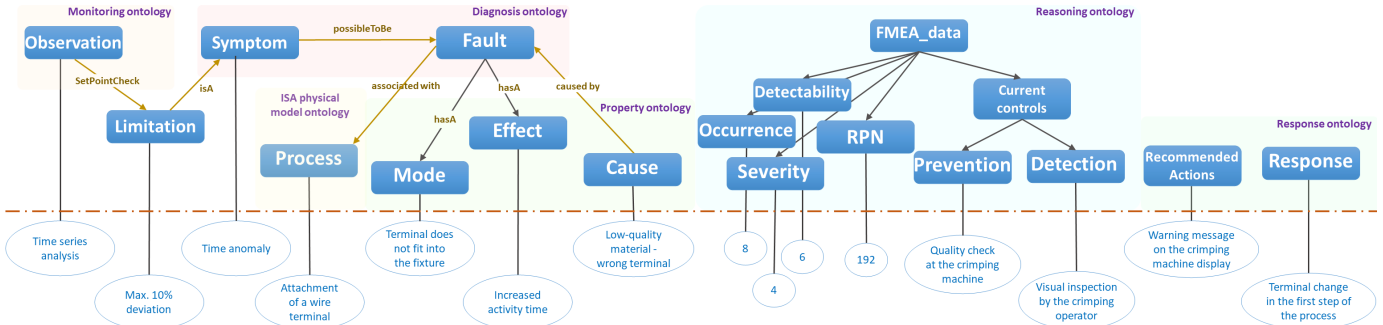 Monitoring ontology
Diagnosis ontology
Reasoning ontology
Observation
Symptom
possibleToBe
Fault
FMEA_data
SetPointCheck
isA
associated with
hasA
hasA
caused by
ISA physical
model ontology
Property ontology
Response ontology
Limitation
Process
Mode
Effect
Cause
Detectability
Occurrence
Severity
RPN
Current
controls
Prevention
Detection
Recommended
Actions
Response
Time series
analysis
Max. 10%
deviation
Time anomaly
Attachment
of a wire
terminal
Terminal does
not fit into
the fixture
Increased
activity time
Low-quality
material -
wrong terminal
8
4
6
192
Quality check
at the crimping
machine
Visual inspection
by the crimping
operator
Warning message
on the crimping
machine display
Terminal change
in the first step of
the process